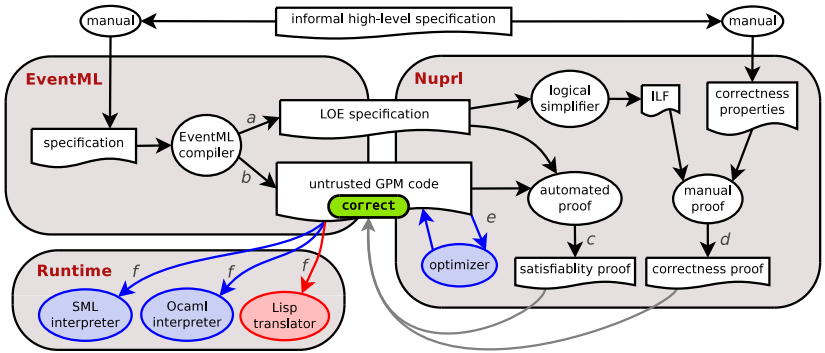 manual
informal high-level specification
manual
EventML
Nuprl
logical
simplifier
ILF
correctness
properties
a
LOE specification
specification
EventML
compiler
b
untrusted GPM code
correct
e
automated
proof
manual
proof
c
d
optimizer
satisfiablity proof
correctness proof
Runtime
f
f
f
SML
interpreter
Ocaml
interpreter
Lisp
translator